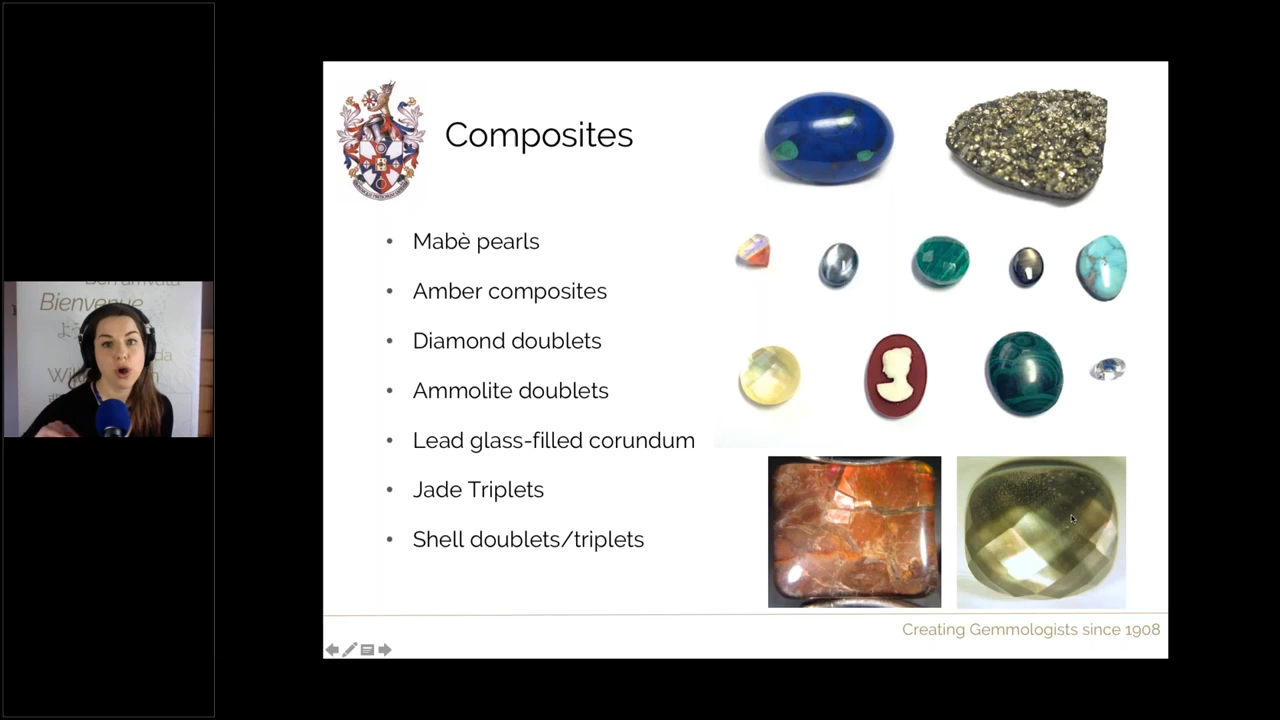 Composites
• Mabè pearls
• Amber composites
• Diamond doublets
• Ammolite doublets
• Lead glass-filled corundum
• Jade Triplets
• Shell doublets/triplets
Creating Gemmologists since 1908
Bienvenue